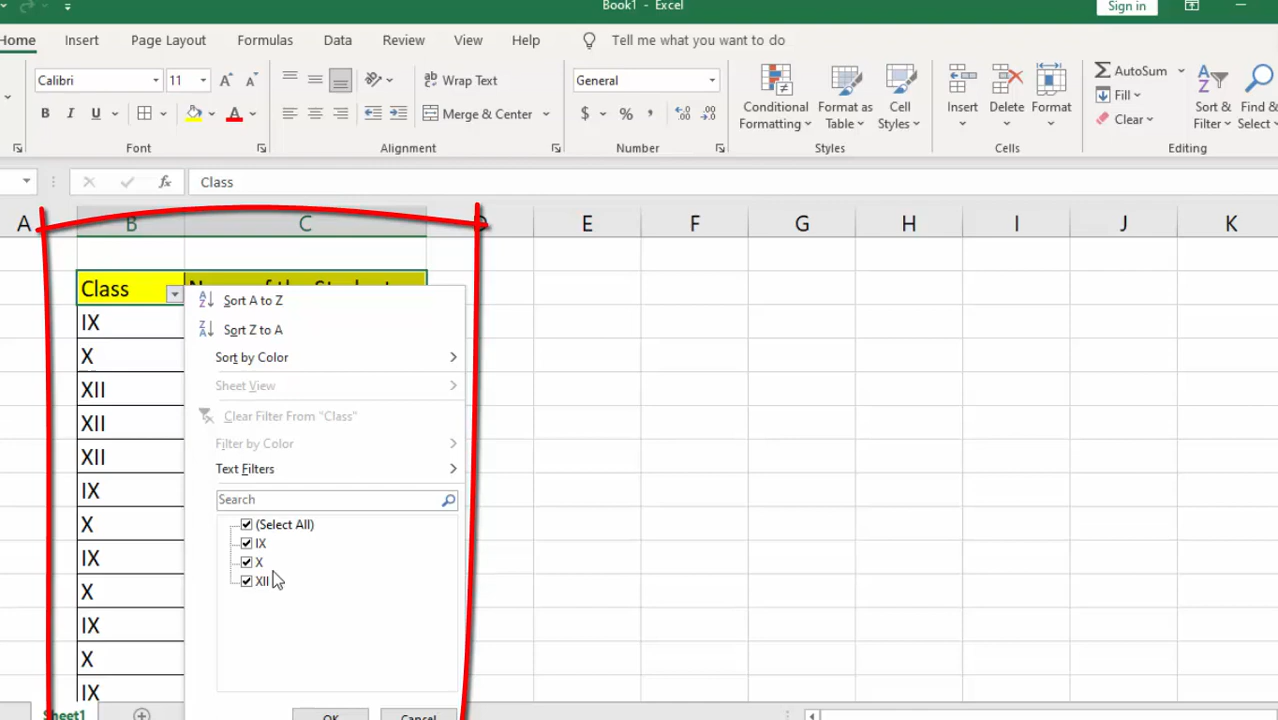 Book1 - Excel
Sign in
Home Insert Page Layout Formulas Data Review View Help Tell me what you want to do
Calibri 11 Wrap Text General AutoSum
Conditional Formatting Format as Table Cell Styles Insert Delete Format Fill Sort & Filter Find & Select
B I U A Merge & Center $ % , Clear
Font Alignment Number Styles Cells Editing
fx Class
A B C D E F G H I J K
Class
IX
X
XII
XII
XII
IX
X
IX
X
IX
X
IX
Sort A to Z
Sort Z to A
Sort by Color
Sheet View
Clear Filter From "Class"
Filter by Color
Text Filters
Search
(Select All)
IX
X
XII
OK Cancel
Sheet1